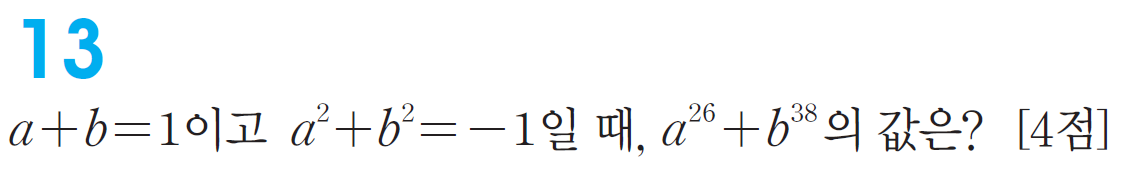 13
a+b=1이고 a²+b²=-1일 때, a²⁶+b³⁸의 값은? [4점]